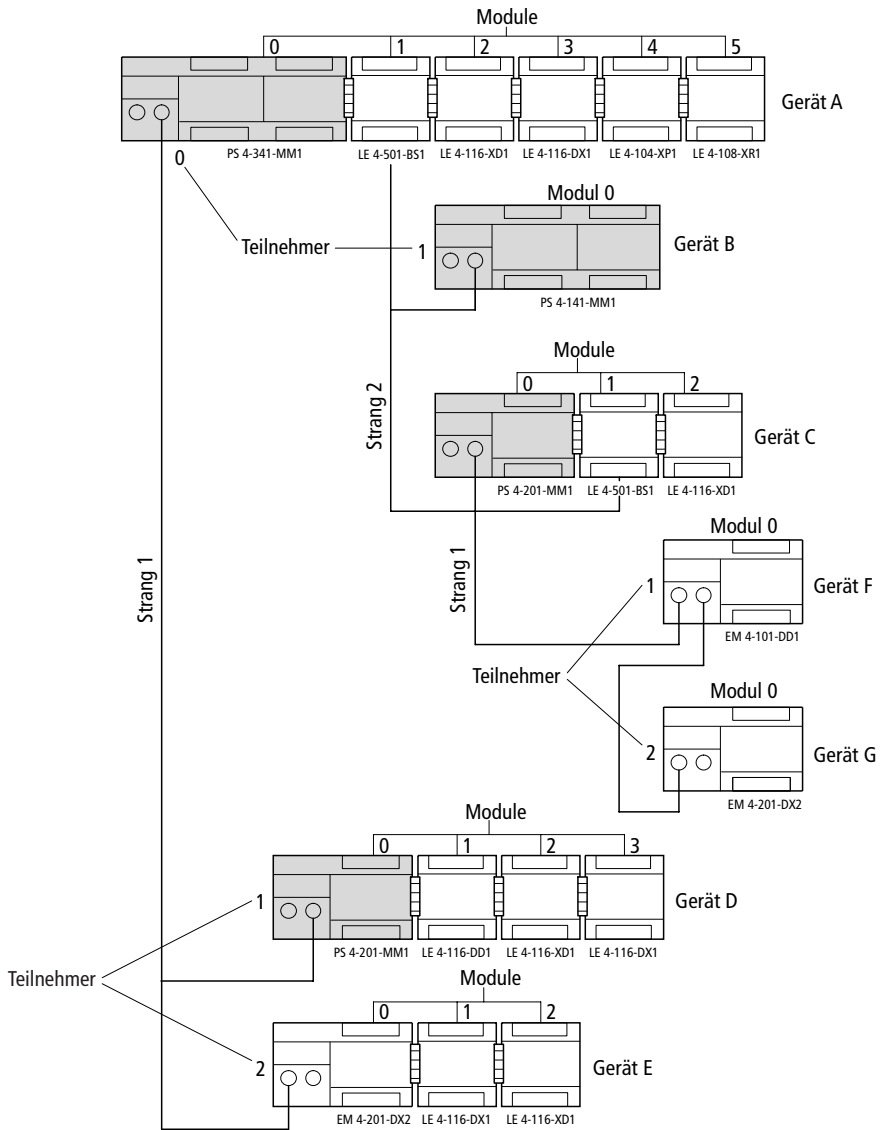 Module
0 1 2 3 4 5
Gerät A
PS 4-341-MM1 LE 4-501-BS1 LE 4-116-XD1 LE 4-116-DX1 LE 4-104-XP1 LE 4-108-XR1
0
Modul 0
Teilnehmer 1 Gerät B
PS 4-141-MM1
Strang 2
Module
0 1 2
Gerät C
PS 4-201-MM1 LE 4-501-BS1 LE 4-116-XD1
Strang 1
Strang 1
Modul 0
1 Gerät F
EM 4-101-DD1
Teilnehmer
Modul 0
2 Gerät G
EM 4-201-DX2
Module
0 1 2 3
1 Gerät D
PS 4-201-MM1 LE 4-116-DD1 LE 4-116-XD1 LE 4-116-DX1
Teilnehmer
Module
0 1 2
2 Gerät E
EM 4-201-DX2 LE 4-116-DX1 LE 4-116-XD1